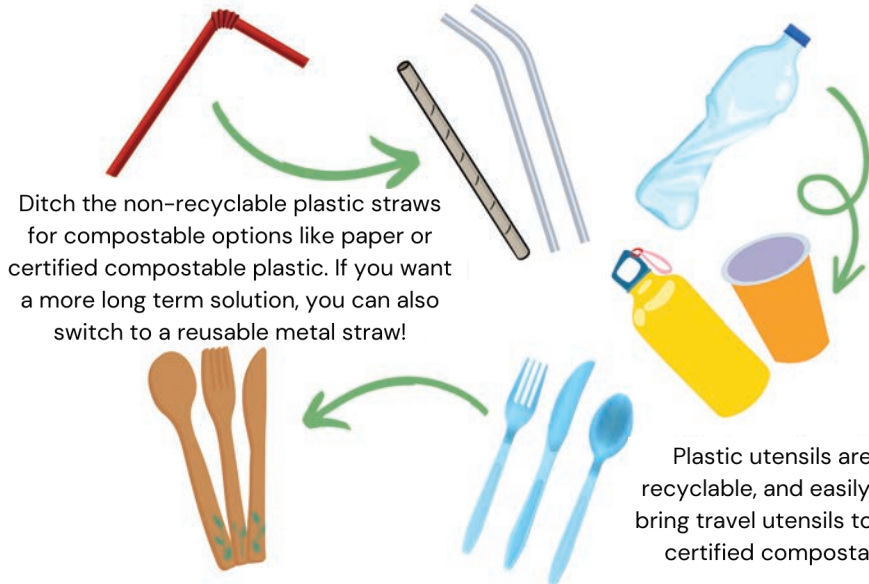 Ditch the non-recyclable plastic straws
for compostable options like paper or
certified compostable plastic. If you want
a more long term solution, you can also
switch to a reusable metal straw!
Plastic utensils are
recyclable, and easily
bring travel utensils to
certified composta